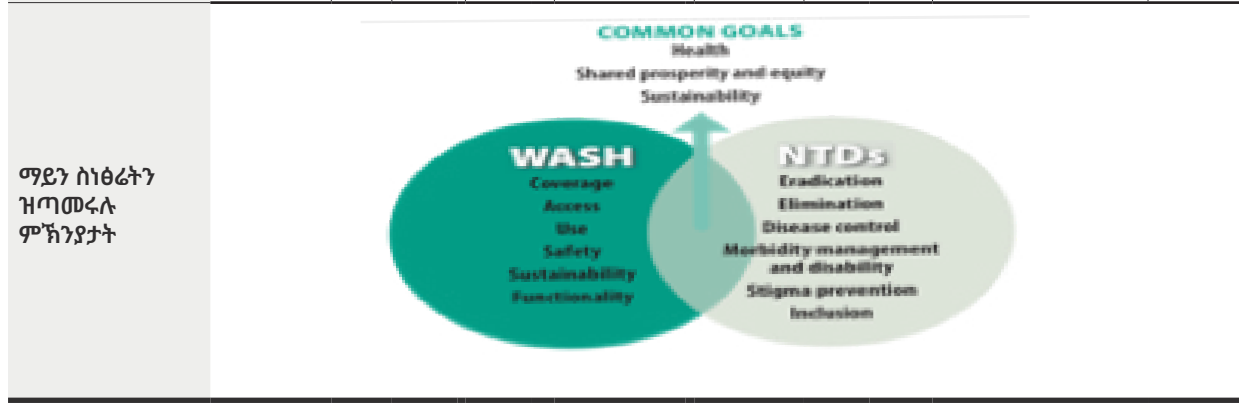 ማይን ስነፅሬትን
ዝጣመሩሉ
ምኽንያታት
COMMON GOALS
Health
Shared prosperity and equity
Sustainability
WASH
Coverage
Access
Use
Safety
Sustainability
Functionality
NTDs
Eradication
Elimination
Disease control
Morbidity management
and disability
Stigma prevention
Inclusion